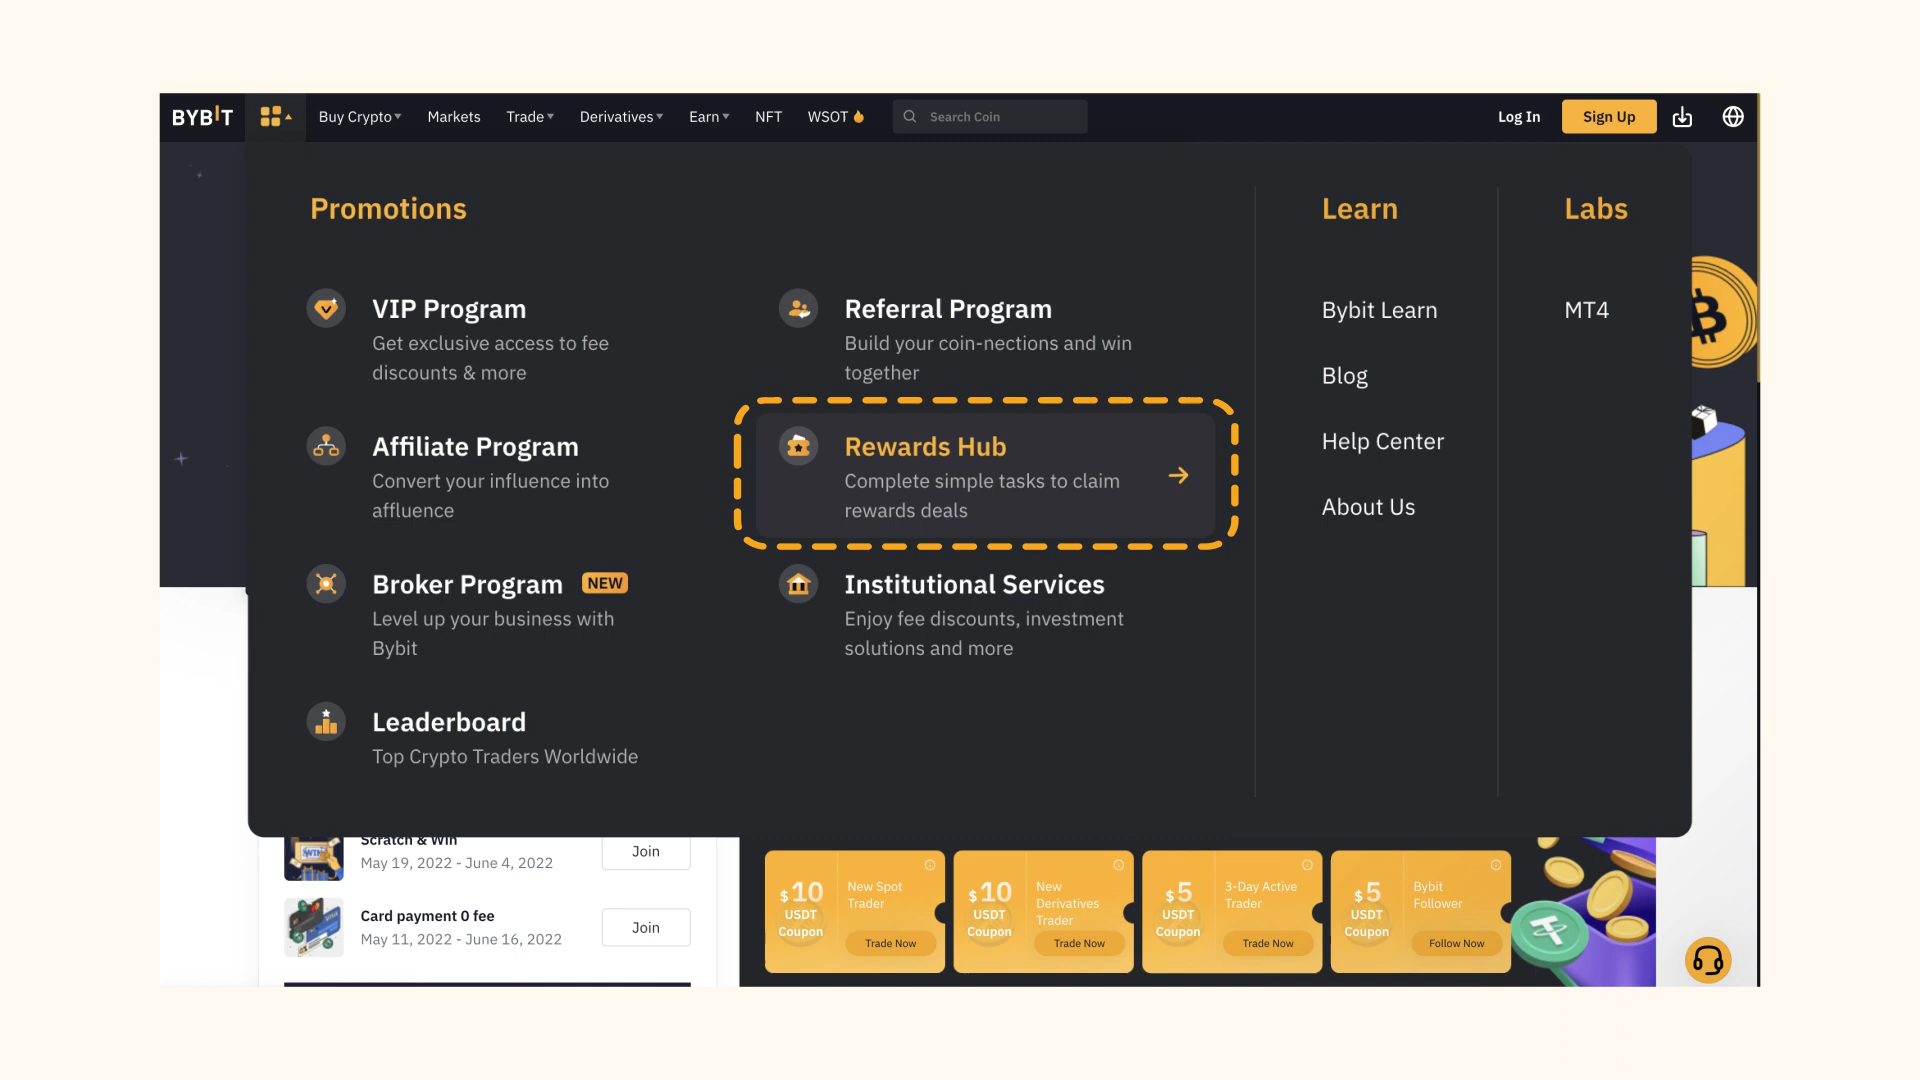 BYBIT
Buy Crypto
Markets
Trade
Derivatives
Earn
NFT
WSOT
Search Coin
Log In
Sign Up
Promotions
VIP Program
Get exclusive access to fee
discounts & more
Affiliate Program
Convert your influence into
affluence
Broker Program NEW
Level up your business with
Bybit
Leaderboard
Top Crypto Traders Worldwide
Referral Program
Build your coin-nections and win
together
Rewards Hub
Complete simple tasks to claim
rewards deals
Institutional Services
Enjoy fee discounts, investment
solutions and more
Learn
Bybit Learn
Blog
Help Center
About Us
Labs
MT4
Scratch & Win
May 19, 2022 - June 4, 2022
Join
Card payment 0 fee
May 11, 2022 - June 16, 2022
Join
$10
USDT
Coupon
New Spot
Trader
Trade Now
$10
USDT
Coupon
New
Derivatives
Trader
Trade Now
$5
USDT
Coupon
3-Day Active
Trader
Trade Now
$5
USDT
Coupon
Bybit
Follower
Follow Now